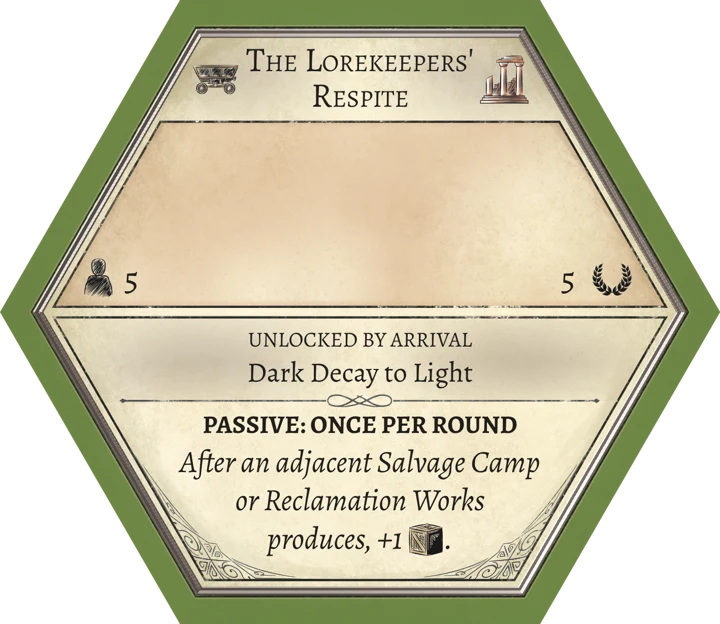 The Lorekeepers'
Respite
5
5
UNLOCKED BY ARRIVAL
Dark Decay to Light
PASSIVE: ONCE PER ROUND
After an adjacent Salvage Camp
or Reclamation Works
produces, +1 .